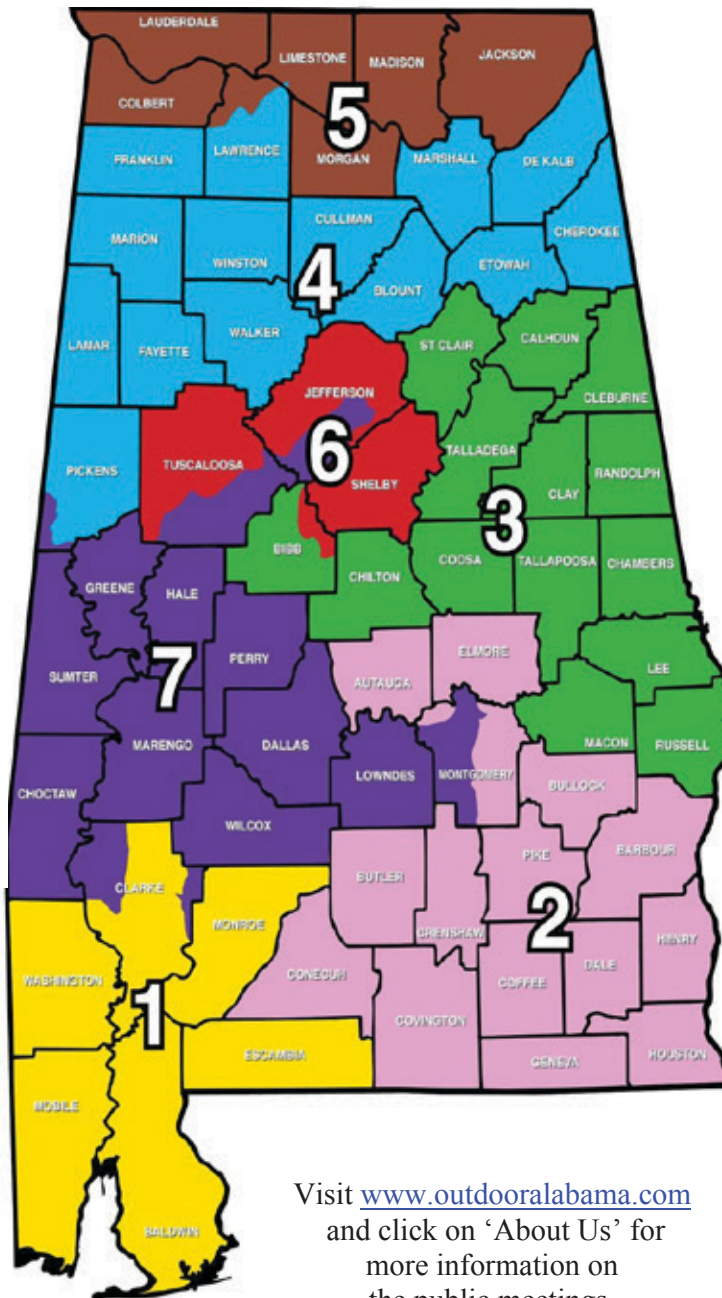 LAUDERDALE
LIMESTONE
MADISON
JACKSON
COLBERT
5
FRANKLIN
LAWRENCE
MORGAN
MARSHALL
DE KALB
CULLMAN
CHEROKEE
MARION
WINSTON
4
ETOWAH
BLOUNT
LAMAR
FAYETTE
WALKER
ST CLAIR
CALHOUN
JEFFERSON
CLEBURNE
6
TALLADEGA
PICKENS
TUSCALOOSA
SHELBY
RANDOLPH
CLAY
3
BIBB
COOSA
TALLAPOOSA
CHAMBERS
GREENE
HALE
CHILTON
PERRY
ELMORE
LEE
SUMTER
7
AUTAUGA
MARENGO
DALLAS
MACON
RUSSELL
LOWNDES
MONTGOMERY
BULLOCK
CHOCTAW
WILCOX
PIKE
BARBOUR
CLARKE
BUTLER
2
MONROE
CRENSHAW
HENRY
WASHINGTON
CONECUH
COFFEE
DALE
1
COVINGTON
ESCAMBIA
GENEVA
HOUSTON
MOBILE
BALDWIN
Visit www.outdooralabama.com
and click on ‘About Us’ for
more information on
the public meetings